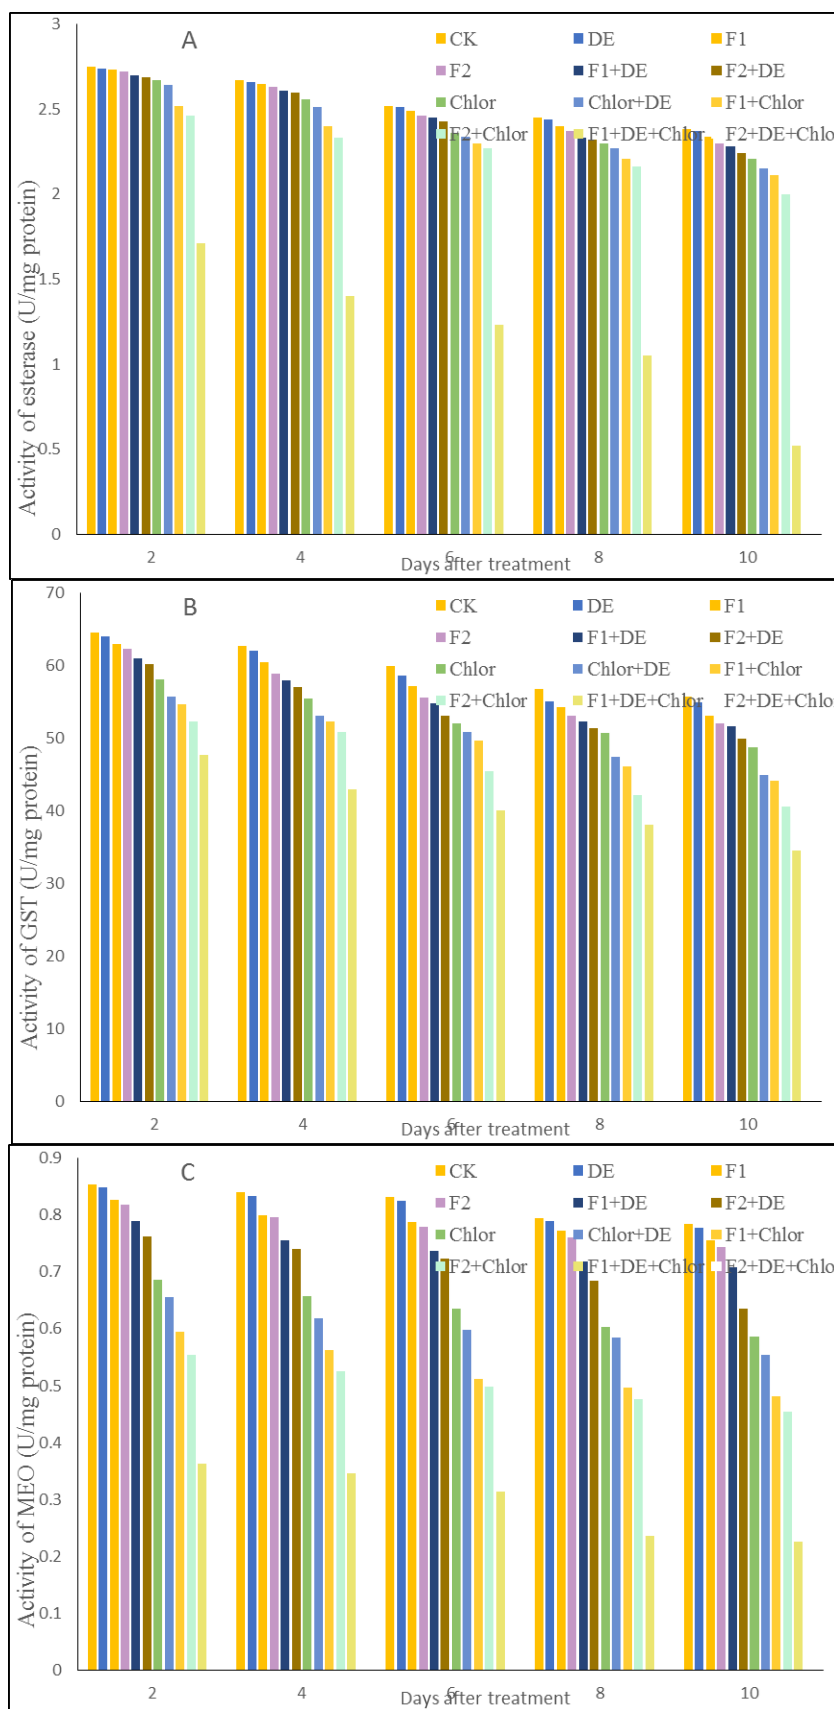 A
CK DE F1
F2 F1+DE F2+DE
Chlor Chlor+DE F1+Chlor
F2+Chlor F1+DE+Chlor F2+DE+Chlor
Activity of esterase (U/mg protein)
3
2.5
2
1.5
1
0.5
0
2 4 6 8 10
Days after treatment
B
CK DE F1
F2 F1+DE F2+DE
Chlor Chlor+DE F1+Chlor
F2+Chlor F1+DE+Chlor F2+DE+Chlor
Activity of GST (U/mg protein)
70
60
50
40
30
20
10
0
2 4 6 8 10
Days after treatment
C
CK DE F1
F2 F1+DE F2+DE
Chlor Chlor+DE F1+Chlor
F2+Chlor F1+DE+Chlor F2+DE+Chlor
Activity of MEO (U/mg protein)
0.9
0.8
0.7
0.6
0.5
0.4
0.3
0.2
0.1
0
2 4 6 8 10
Days after treatment